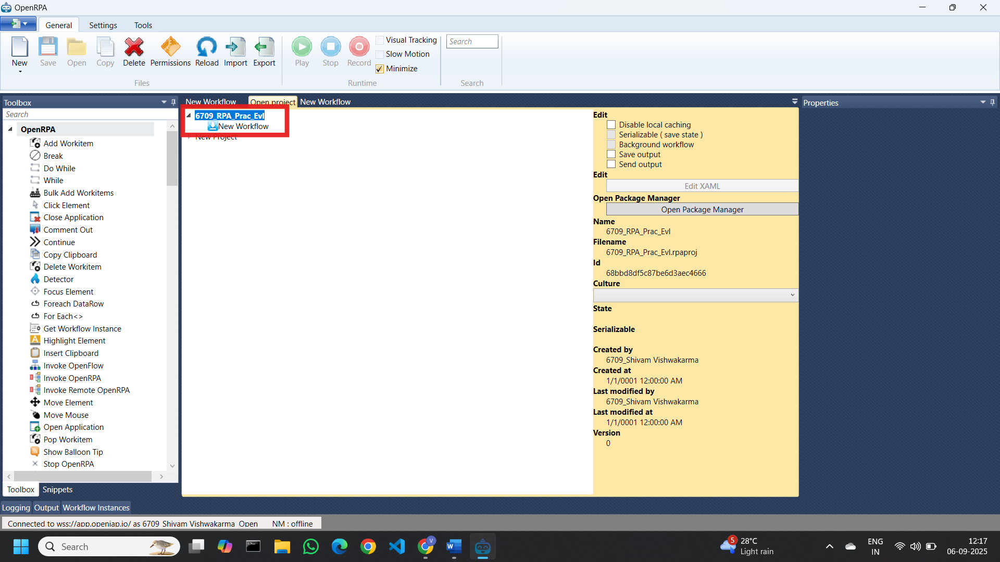 OpenRPA
General
Settings
Tools
New
Save
Open
Copy
Delete
Permissions
Reload
Import
Export
Files
Play
Stop
Record
Visual Tracking
Slow Motion
Minimize
Runtime
Search
Search
Toolbox
Search
OpenRPA
Add Workitem
Break
Do While
While
Bulk Add Workitems
Click Element
Close Application
Comment Out
Continue
Copy Clipboard
Delete Workitem
Detector
Focus Element
Foreach DataRow
For Each<>
Get Workflow Instance
Highlight Element
Insert Clipboard
Invoke OpenFlow
Invoke OpenRPA
Invoke Remote OpenRPA
Move Element
Move Mouse
Open Application
Pop Workitem
Show Balloon Tip
Stop OpenRPA
Toolbox
Snippets
New Workflow
Open project
New Workflow
6709_RPA_Prac_Evl
New Workflow
New Project
Edit
Disable local caching
Serializable ( save state )
Background workflow
Save output
Send output
Edit
Edit XAML
Open Package Manager
Open Package Manager
Name
6709_RPA_Prac_Evl
Filename
6709_RPA_Prac_Evl.rpaproj
Id
68bbd8df5c87be6d3aec4666
Culture
State
Serializable
Created by
6709_Shivam Vishwakarma
Created at
1/1/0001 12:00:00 AM
Last modified by
6709_Shivam Vishwakarma
Last modified at
1/1/0001 12:00:00 AM
Version
0
Properties
Logging
Output
Workflow Instances
Connected to wss://app.openiap.io/ as 6709_Shivam Vishwakarma Open
NM : offline
Search
V
5
28°C
Light rain
ENG
IN
12:17
06-09-2025